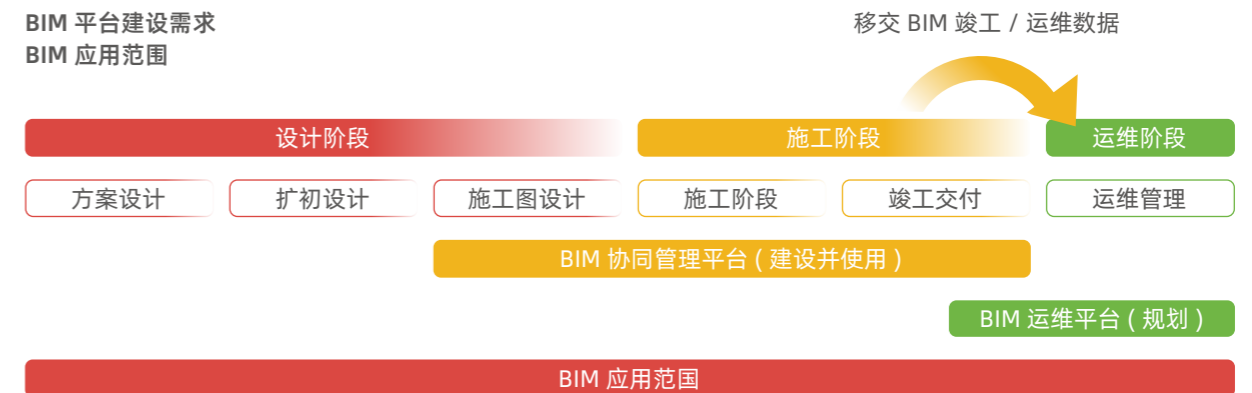 BIM 平台建设需求
BIM 应用范围
移交 BIM 竣工 / 运维数据
设计阶段
施工阶段
运维阶段
方案设计
扩初设计
施工图设计
施工阶段
竣工交付
运维管理
BIM 协同管理平台 ( 建设并使用 )
BIM 运维平台 ( 规划 )
BIM 应用范国